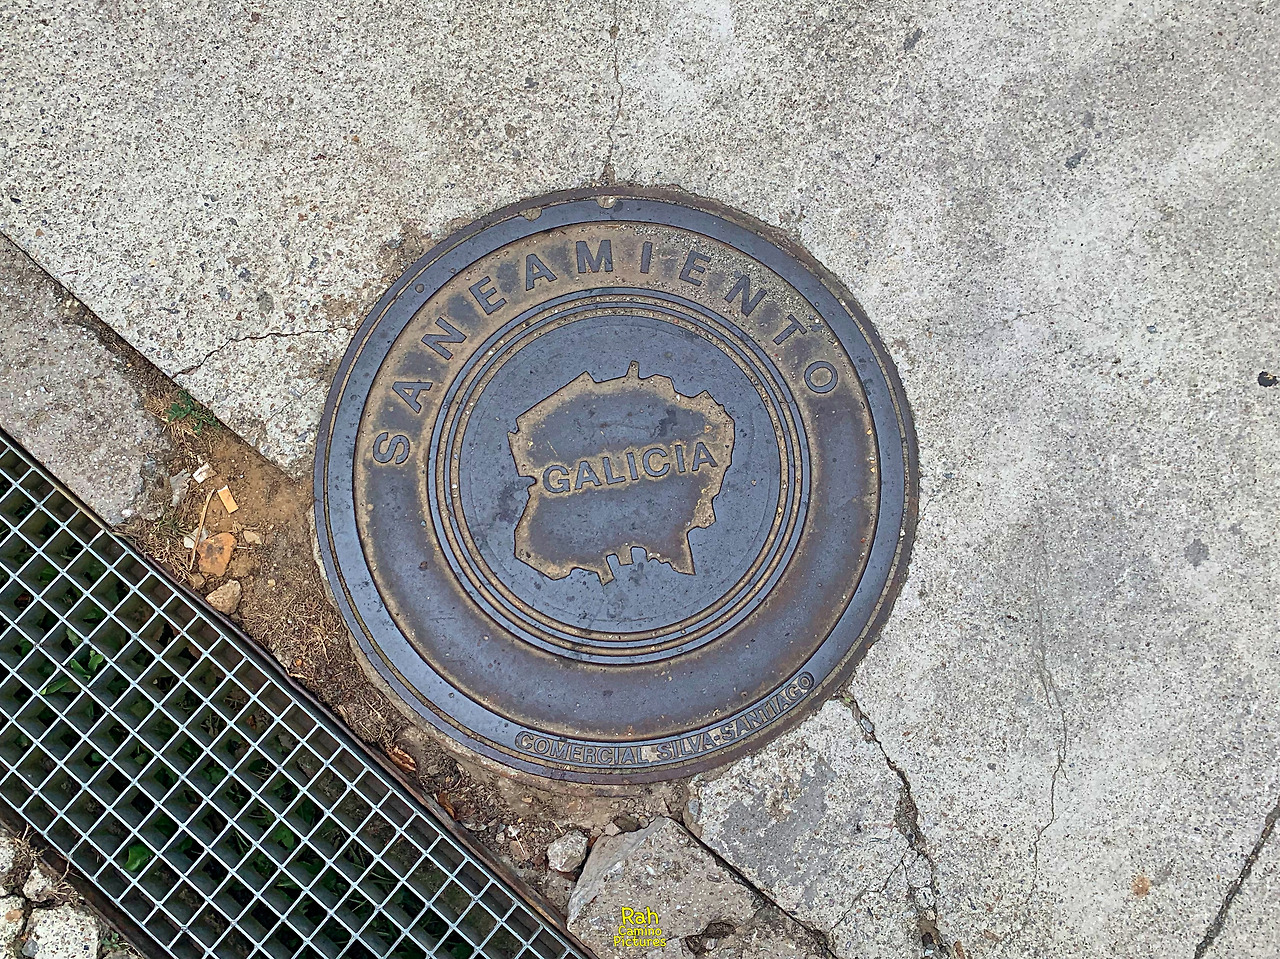 SANEAMIENTO
GALICIA
COMERCIAL SILVA-SANTIAGO
Rah
Camino
Pictures